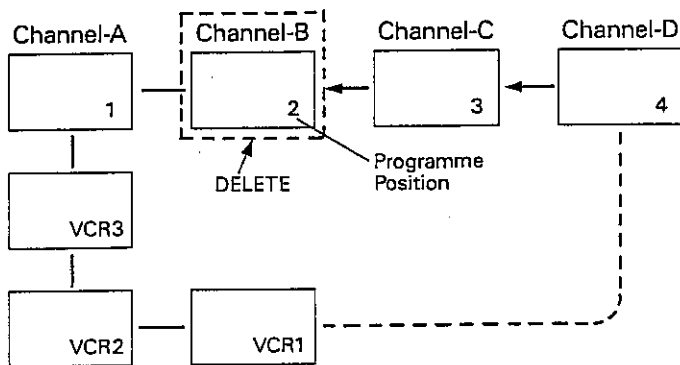 Channel-A
Channel-B
Channel-C
Channel-D
1
2
3
4
DELETE
Programme
Position
VCR3
VCR2
VCR1